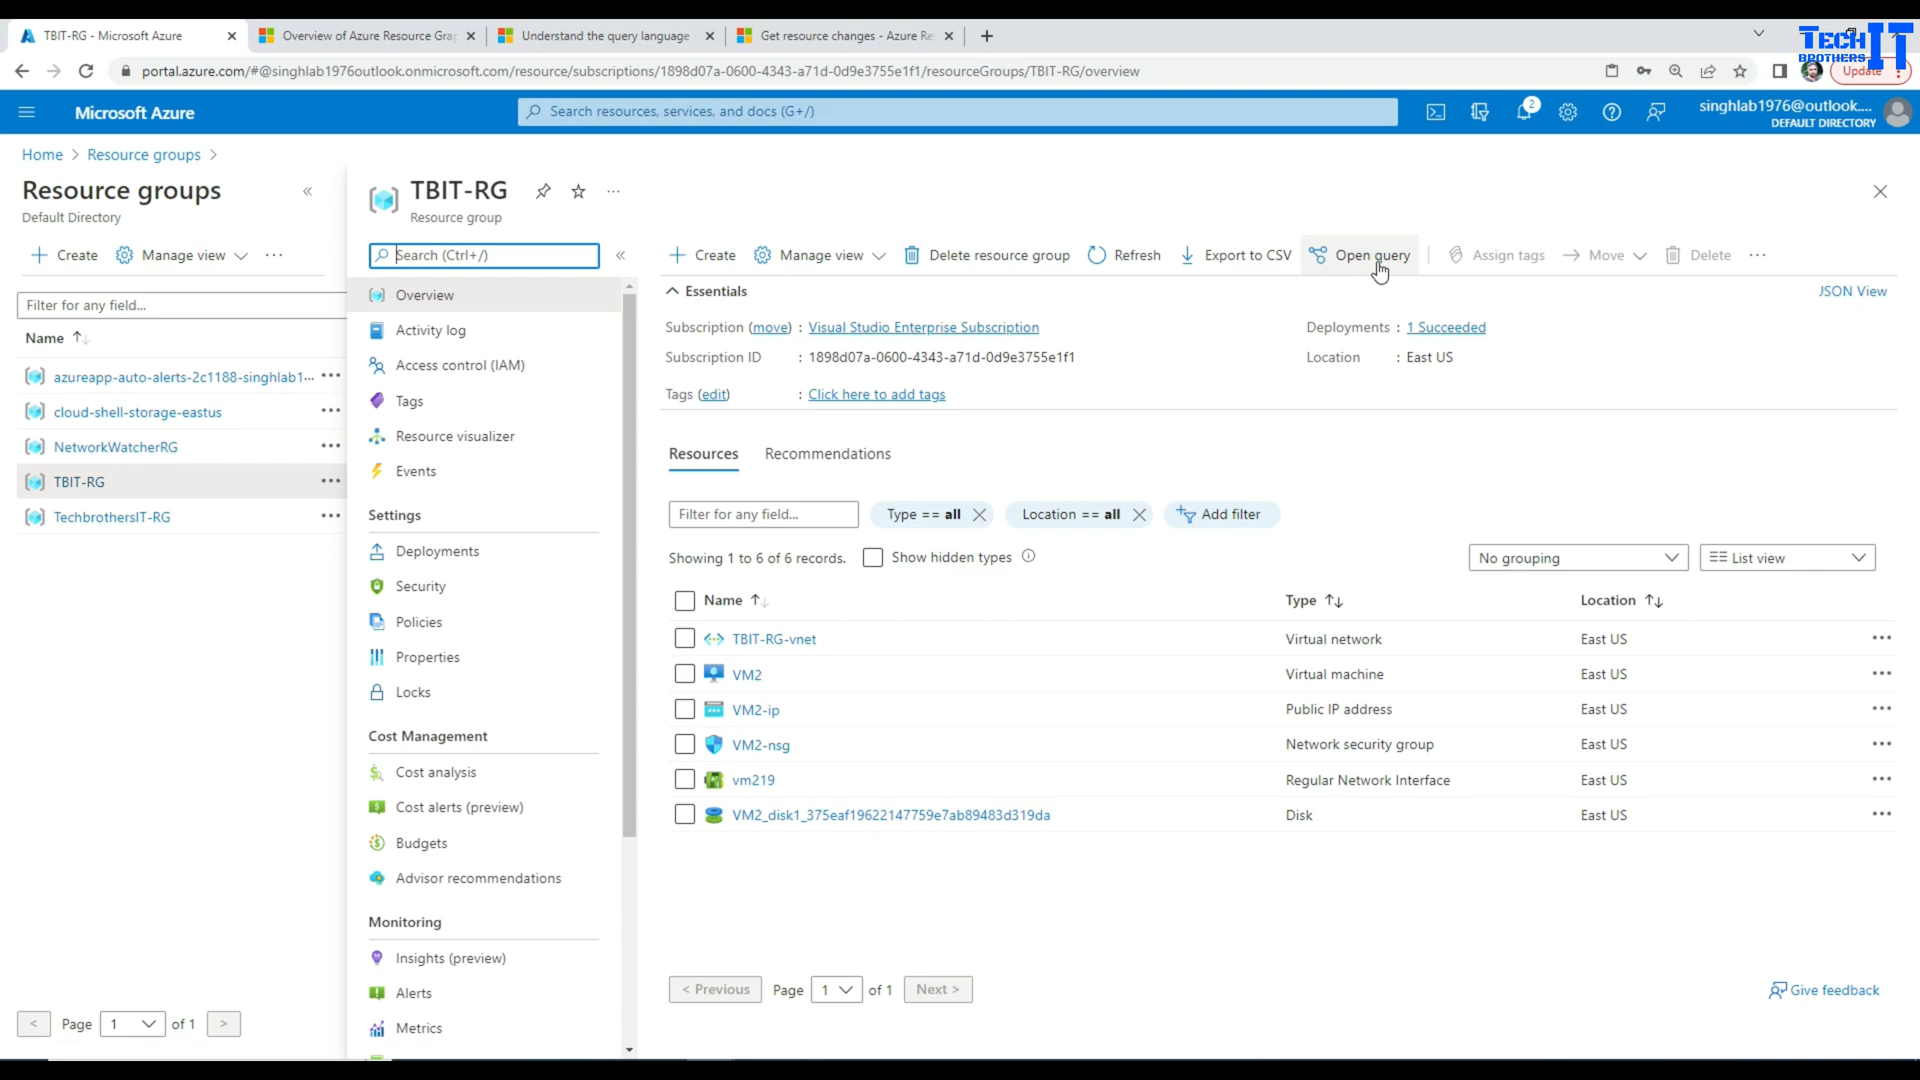 TBIT-RG - Microsoft Azure
Overview of Azure Resource Gra
Understand the query language
Get resource changes - Azure Re
TECH IT
BROTHERS
portal.azure.com/#@singhlab1976outlook.onmicrosoft.com/resource/subscriptions/1898d07a-0600-4343-a71d-0d9e3755e1f1/resourceGroups/TBIT-RG/overview
Update
Microsoft Azure
Search resources, services, and docs (G+/)
2
singhlab1976@outlook....
DEFAULT DIRECTORY
Home > Resource groups >
Resource groups
Default Directory
Create
Manage view
Filter for any field...
Name
azureapp-auto-alerts-2c1188-singhlab1...
cloud-shell-storage-eastus
NetworkWatcherRG
TBIT-RG
TechbrothersIT-RG
< Page 1 of 1 >
TBIT-RG
Resource group
Search (Ctrl+/)
Overview
Activity log
Access control (IAM)
Tags
Resource visualizer
Events
Settings
Deployments
Security
Policies
Properties
Locks
Cost Management
Cost analysis
Cost alerts (preview)
Budgets
Advisor recommendations
Monitoring
Insights (preview)
Alerts
Metrics
Create Manage view Delete resource group Refresh Export to CSV Open query Assign tags Move Delete
Essentials
JSON View
Subscription (move) : Visual Studio Enterprise Subscription
Deployments : 1 Succeeded
Subscription ID : 1898d07a-0600-4343-a71d-0d9e3755e1f1
Location : East US
Tags (edit) : Click here to add tags
Resources Recommendations
Filter for any field... Type == all Location == all Add filter
Showing 1 to 6 of 6 records. Show hidden types
No grouping List view
Name Type Location
TBIT-RG-vnet Virtual network East US
VM2 Virtual machine East US
VM2-ip Public IP address East US
VM2-nsg Network security group East US
vm219 Regular Network Interface East US
VM2_disk1_375eaf19622147759e7ab89483d319da Disk East US
< Previous Page 1 of 1 Next >
Give feedback